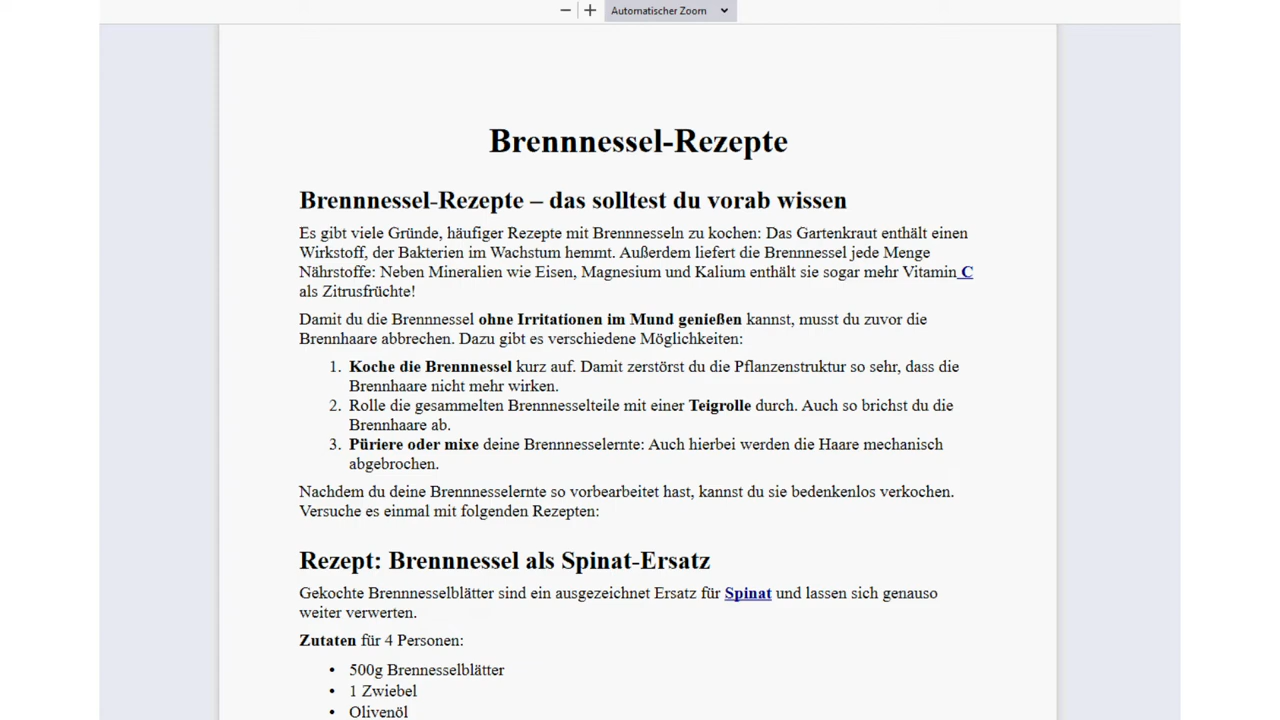 Automatischer Zoom
Brennnessel-Rezepte
Brennnessel-Rezepte – das solltest du vorab wissen
Es gibt viele Gründe, häufiger Rezepte mit Brennnesseln zu kochen: Das Gartenkraut enthält einen
Wirkstoff, der Bakterien im Wachstum hemmt. Außerdem liefert die Brennnessel jede Menge
Nährstoffe: Neben Mineralien wie Eisen, Magnesium und Kalium enthält sie sogar mehr Vitamin C
als Zitrusfrüchte!
Damit du die Brennnessel ohne Irritationen im Mund genießen kannst, musst du zuvor die
Brennhaare abbrechen. Dazu gibt es verschiedene Möglichkeiten:
1. Koche die Brennnessel kurz auf. Damit zerstörst du die Pflanzenstruktur so sehr, dass die
Brennhaare nicht mehr wirken.
2. Rolle die gesammelten Brennnesselteile mit einer Teigrolle durch. Auch so brichst du die
Brennhaare ab.
3. Püriere oder mixe deine Brennnesselernte: Auch hierbei werden die Haare mechanisch
abgebrochen.
Nachdem du deine Brennnesselernte so vorbearbeitet hast, kannst du sie bedenkenlos verkochen.
Versuche es einmal mit folgenden Rezepten:
Rezept: Brennnessel als Spinat-Ersatz
Gekochte Brennnesselblätter sind ein ausgezeichnet Ersatz für Spinat und lassen sich genauso
weiter verwerten.
Zutaten für 4 Personen:
• 500g Brennesselblätter
• 1 Zwiebel
• Olivenöl